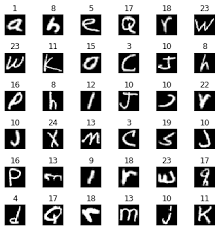 1 8 5 17 18 23
a h e Q r W
23 11 15 3 10 8
W K O C J h
16 8 12 10 10 22
p h l J J v
10 24 13 3 19 10
J X m C S J
16 13 9 18 23 17
P m i r w q
4 17 18 13 10 11
d Q r m j K